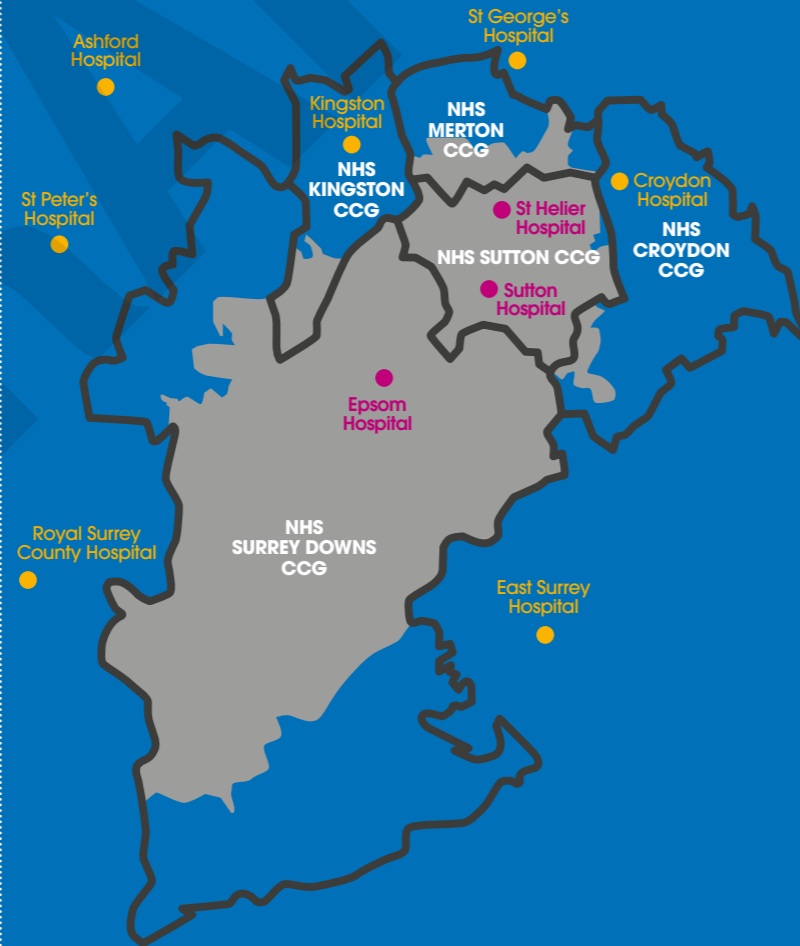 St George's
Hospital
Ashford
Hospital
Kingston
Hospital
NHS
MERTON
CCG
NHS
KINGSTON
CCG
Croydon
Hospital
St Peter's
Hospital
St Helier
Hospital
NHS
CROYDON
CCG
NHS SUTTON CCG
Sutton
Hospital
Epsom
Hospital
NHS
SURREY DOWNS
CCG
Royal Surrey
County Hospital
East Surrey
Hospital